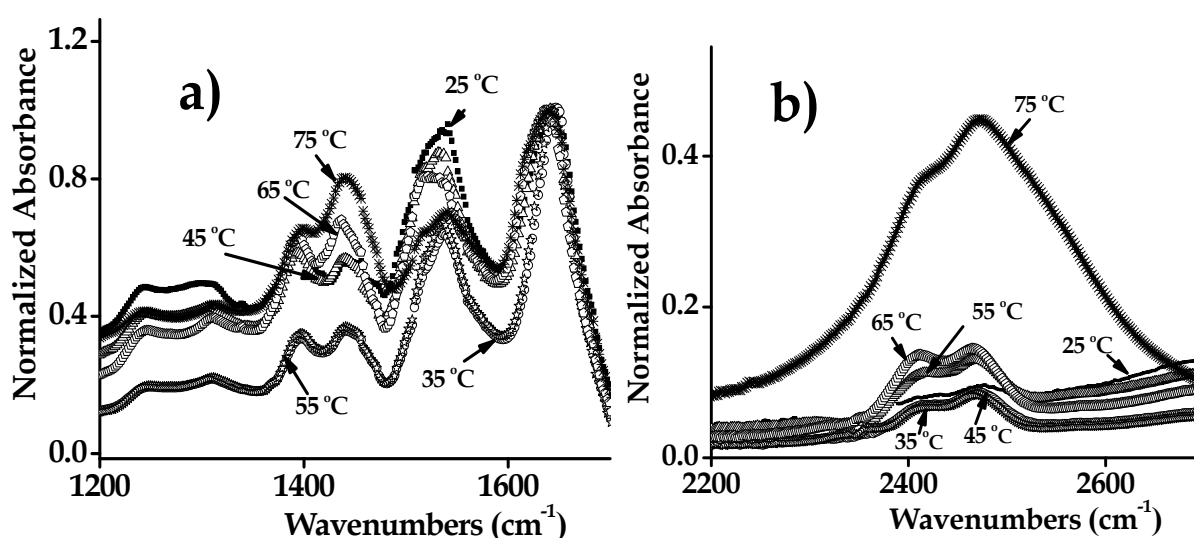 a)
Normalized Absorbance
1.2
0.8
0.4
0.0
25 °C
75 °C
65 °C
45 °C
35 °C
55 °C
1200
1400
1600
Wavenumbers (cm⁻¹)
b)
Normalized Absorbance
0.4
0.2
0.0
75 °C
65 °C
55 °C
25 °C
35 °C
45 °C
2200
2400
2600
Wavenumbers (cm⁻¹)